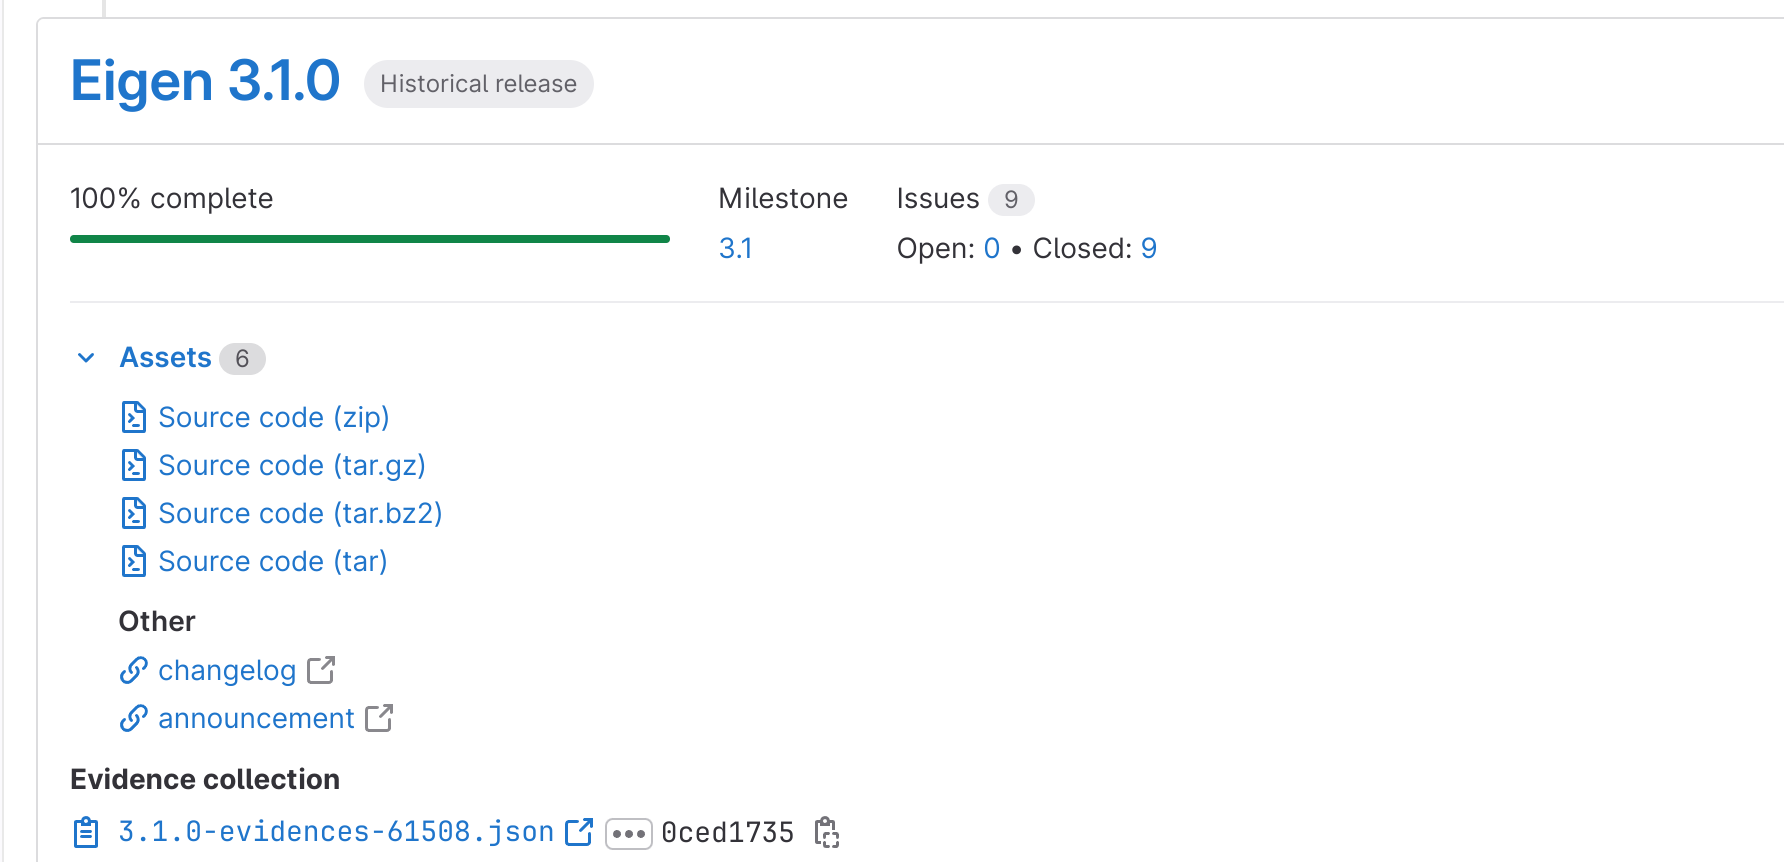 Eigen 3.1.0 Historical release
100% complete
Milestone
3.1
Issues 9
Open: 0 • Closed: 9
Assets 6
Source code (zip)
Source code (tar.gz)
Source code (tar.bz2)
Source code (tar)
Other
changelog
announcement
Evidence collection
3.1.0-evidences-61508.json ••• 0ced1735